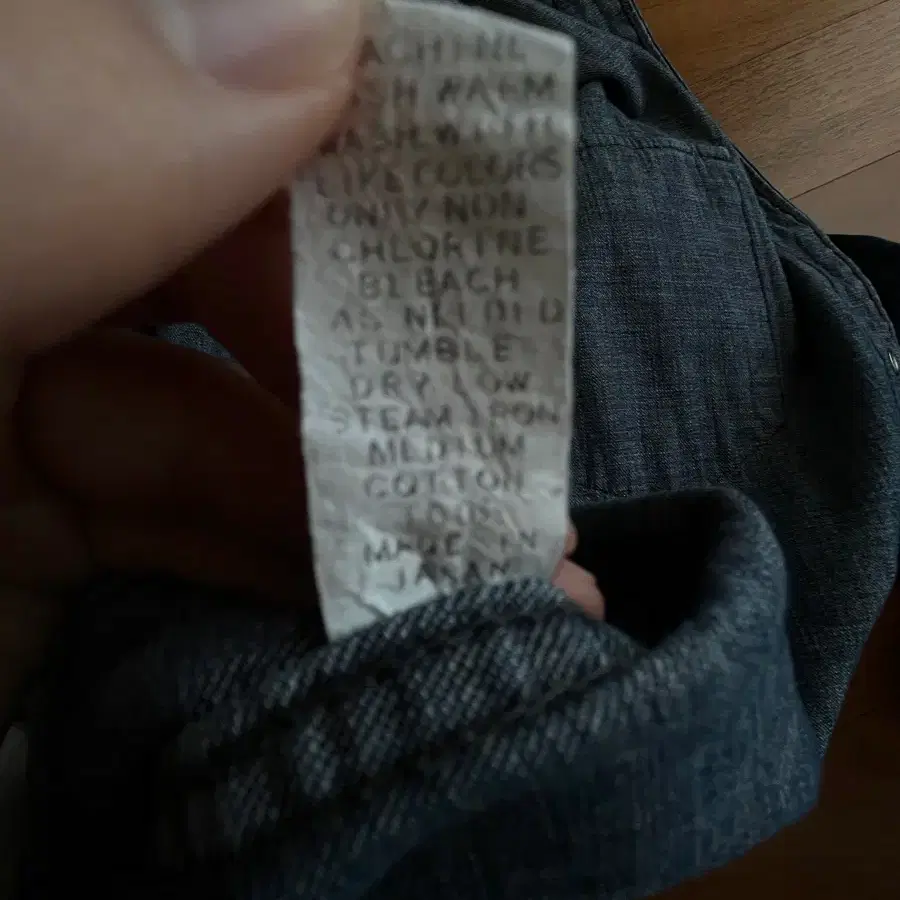 MACHINE
WASH WARM
WASH WITH
LIKE COLORS
ONLY NON
CHLORINE
BLEACH
AS NEEDED
TUMBLE
DRY LOW
STEAM IRON
MEDIUM
COTTON
100%
MADE IN
JAPAN